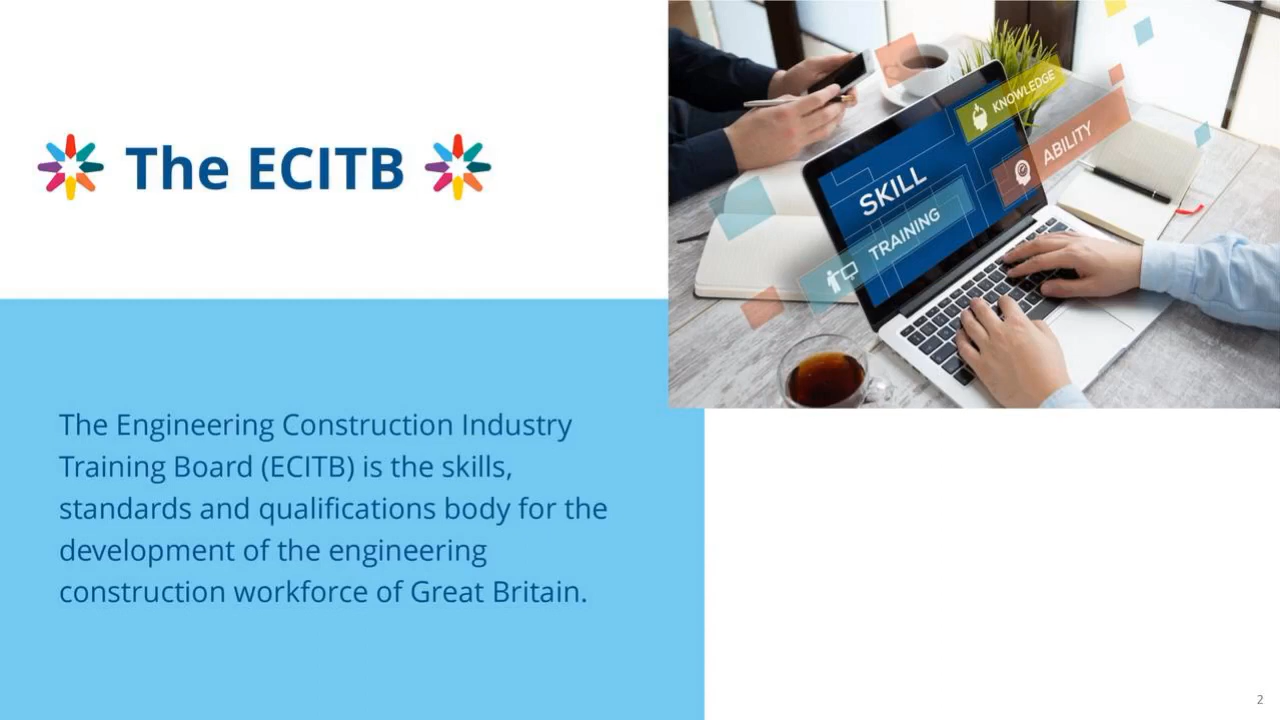 The ECITB
KNOWLEDGE
ABILITY
SKILL
TRAINING
The Engineering Construction Industry
Training Board (ECITB) is the skills,
standards and qualifications body for the
development of the engineering
construction workforce of Great Britain.
2